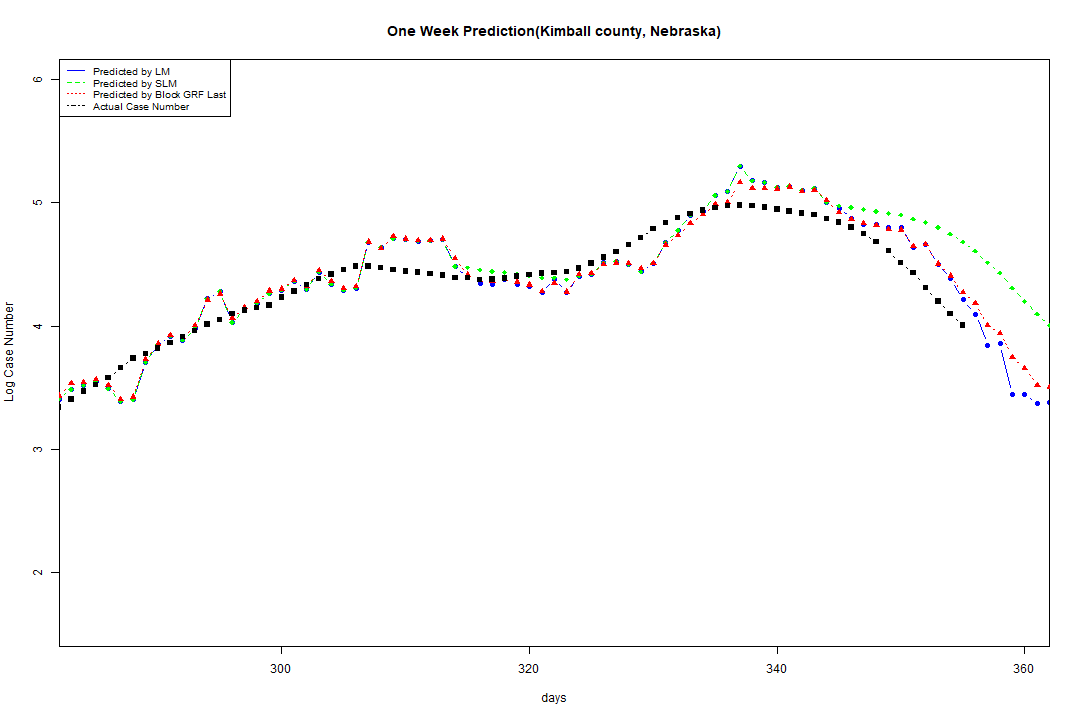 One Week Prediction(Kimball county, Nebraska)
Predicted by LM
Predicted by SLM
Predicted by Block GRF Last
Actual Case Number
6
5
4
3
2
Log Case Number
300 320 340 360
days